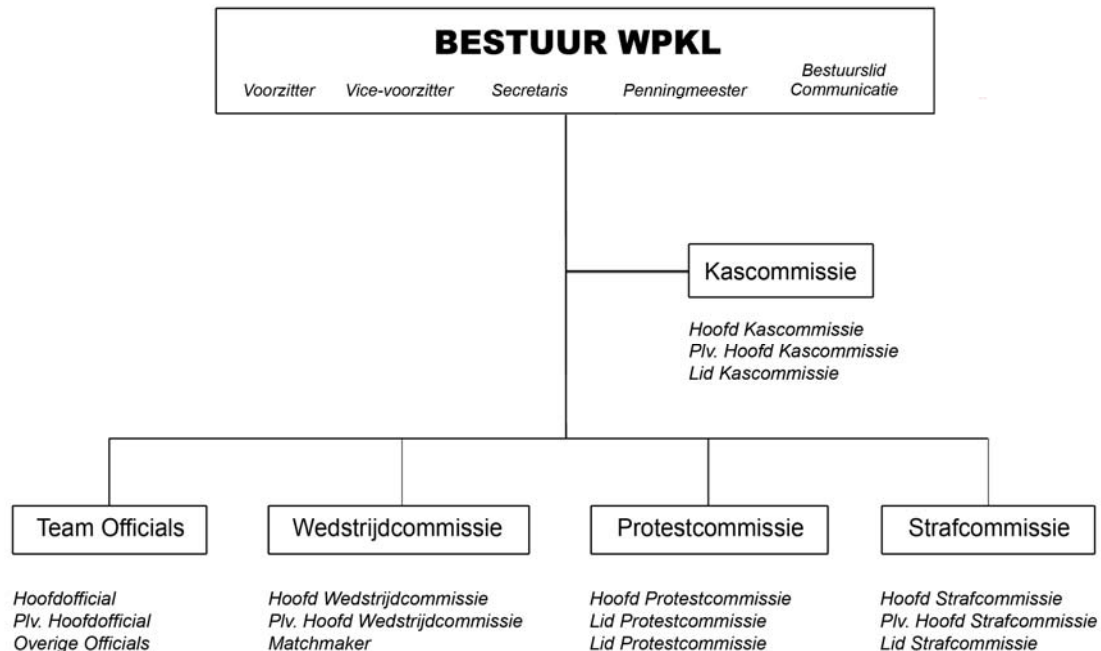 BESTUUR WPKL
Voorzitter
Vice-voorzitter
Secretaris
Penningmeester
Bestuurslid
Communicatie
Kascommissie
Hoofd Kascommissie
Plv. Hoofd Kascommissie
Lid Kascommissie
Team Officials
Hoofdofficial
Plv. Hoofdofficial
Overige Officials
Wedstrijdcommissie
Hoofd Wedstrijdcommissie
Plv. Hoofd Wedstrijdcommissie
Matchmaker
Protestcommissie
Hoofd Protestcommissie
Lid Protestcommissie
Lid Protestcommissie
Strafcommissie
Hoofd Strafcommissie
Plv. Hoofd Strafcommissie
Lid Strafcommissie